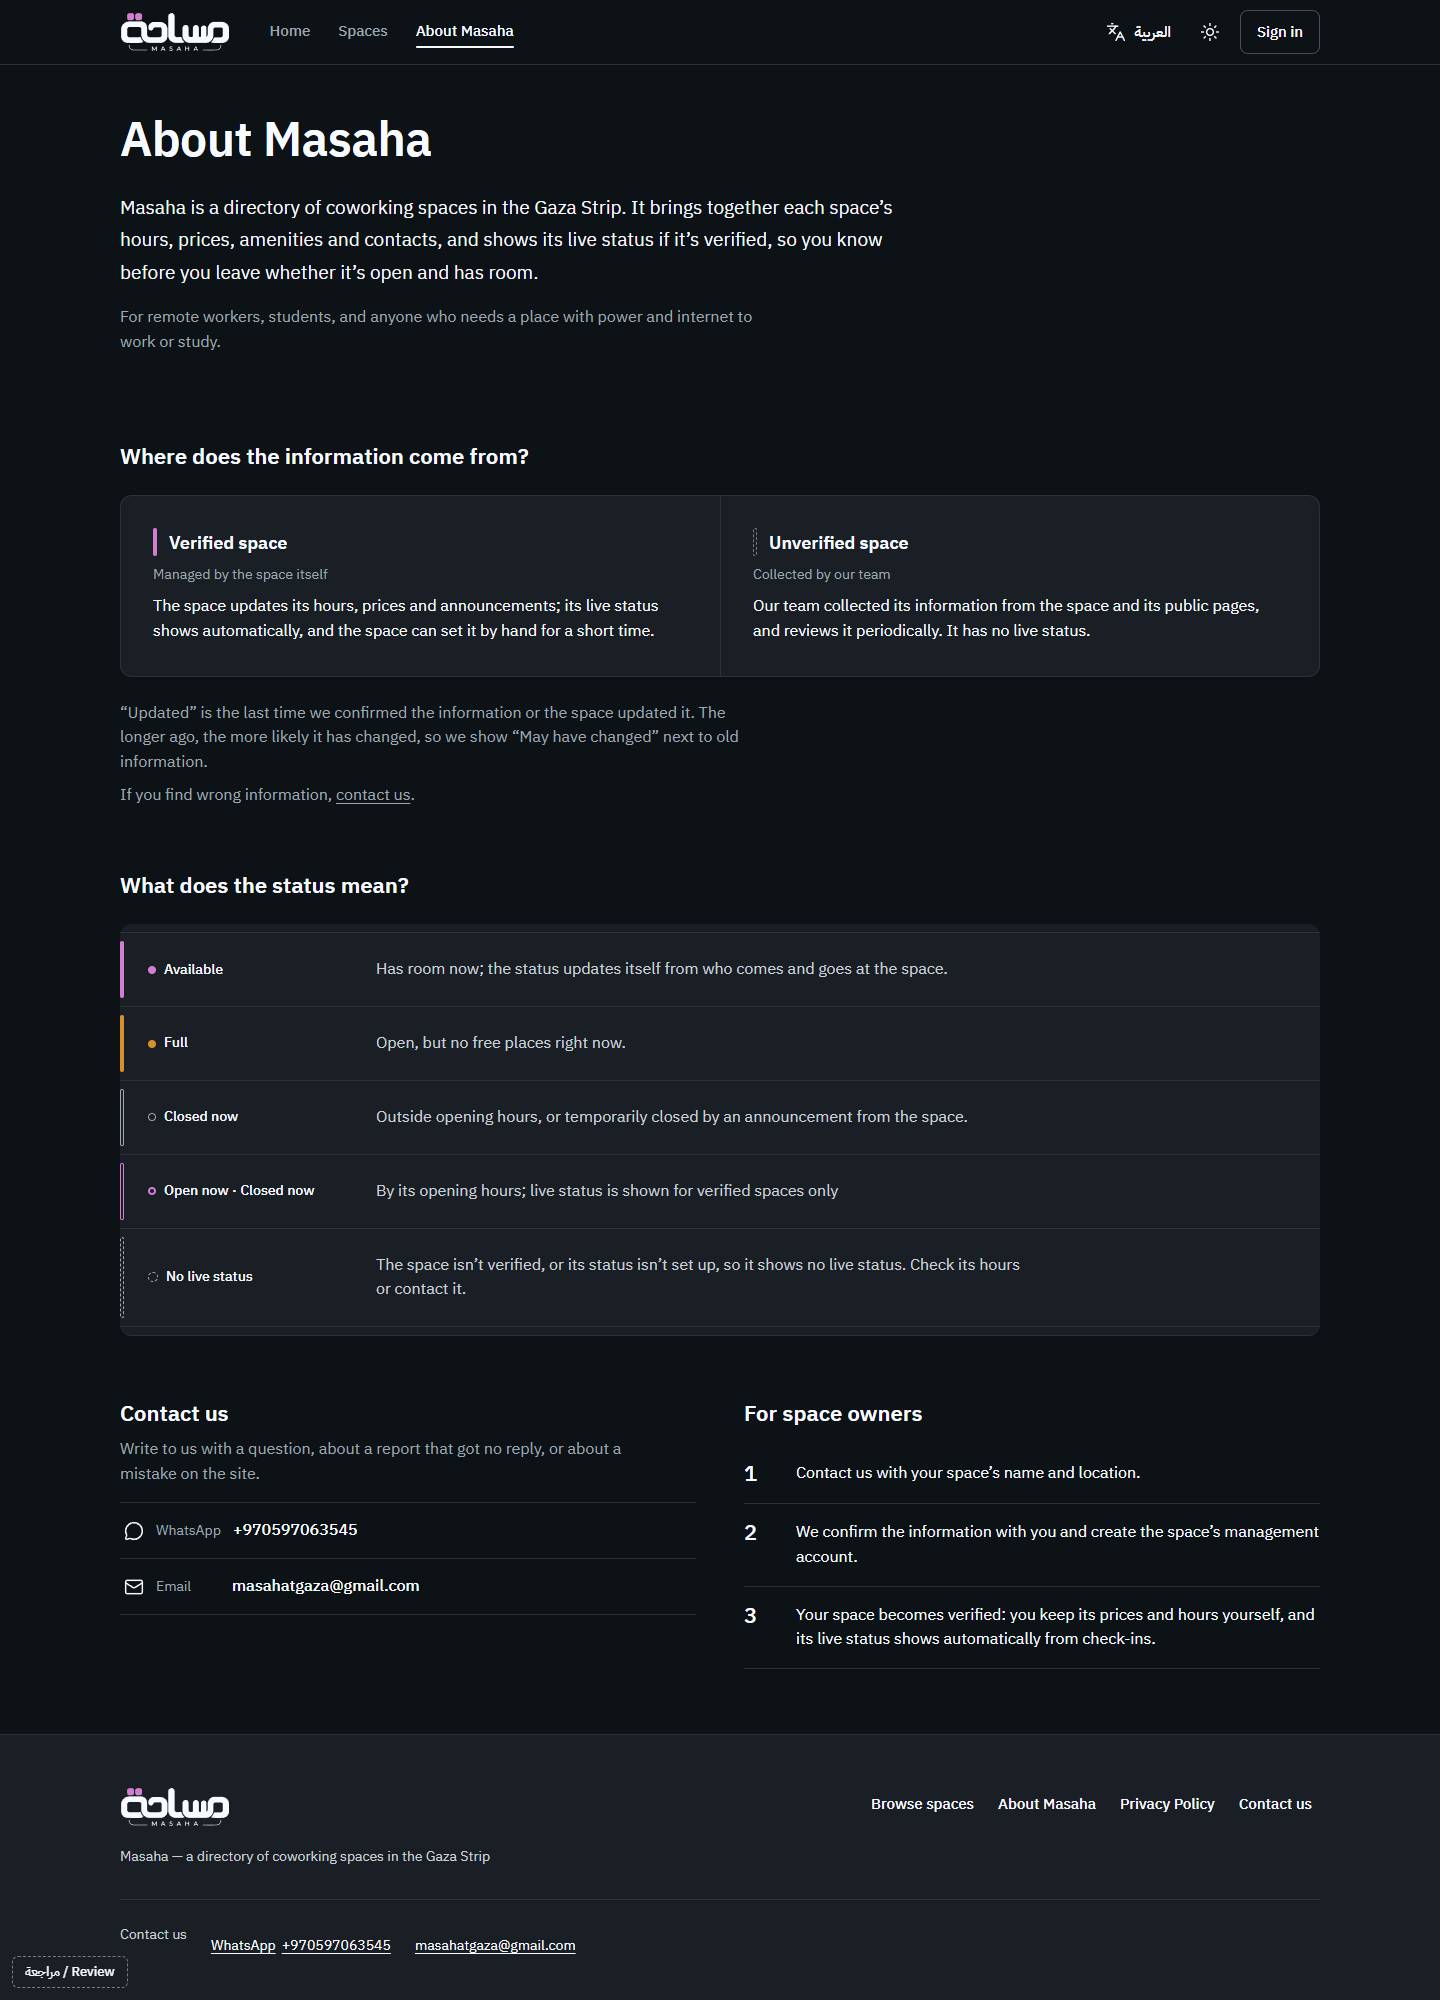 مساحة
MASAHA
Home
Spaces
About Masaha
العربية
Sign in
About Masaha
Masaha is a directory of coworking spaces in the Gaza Strip. It brings together each space’s
hours, prices, amenities and contacts, and shows its live status if it’s verified, so you know
before you leave whether it’s open and has room.
For remote workers, students, and anyone who needs a place with power and internet to
work or study.
Where does the information come from?
Verified space
Managed by the space itself
The space updates its hours, prices and announcements; its live status
shows automatically, and the space can set it by hand for a short time.
Unverified space
Collected by our team
Our team collected its information from the space and its public pages,
and reviews it periodically. It has no live status.
“Updated” is the last time we confirmed the information or the space updated it. The
longer ago, the more likely it has changed, so we show “May have changed” next to old
information.
If you find wrong information, contact us.
What does the status mean?
Available
Has room now; the status updates itself from who comes and goes at the space.
Full
Open, but no free places right now.
Closed now
Outside opening hours, or temporarily closed by an announcement from the space.
Open now · Closed now
By its opening hours; live status is shown for verified spaces only
No live status
The space isn’t verified, or its status isn’t set up, so it shows no live status. Check its hours
or contact it.
Contact us
Write to us with a question, about a report that got no reply, or about a
mistake on the site.
WhatsApp +970597063545
Email masahatgaza@gmail.com
For space owners
1 Contact us with your space’s name and location.
2 We confirm the information with you and create the space’s management
account.
3 Your space becomes verified: you keep its prices and hours yourself, and
its live status shows automatically from check-ins.
مساحة
MASAHA
Masaha — a directory of coworking spaces in the Gaza Strip
Browse spaces
About Masaha
Privacy Policy
Contact us
Contact us
WhatsApp +970597063545
masahatgaza@gmail.com
مراجعة / Review